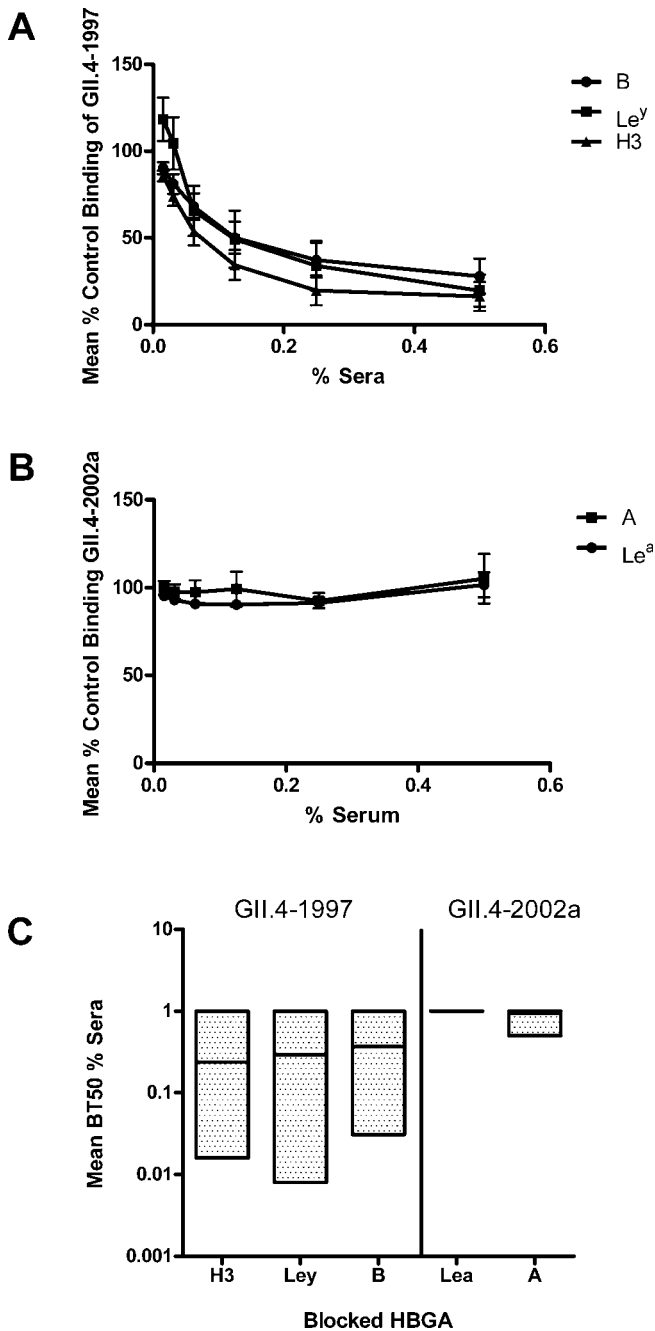 A
Mean % Control Binding of GII.4-1997
150
100
50
0
0.0
0.2
0.4
0.6
% Sera
B
Le^y
H3
B
Mean % Control Binding GII.4-2002a
150
100
50
0
0.0
0.2
0.4
0.6
% Serum
A
Le^a
C
GII.4-1997
GII.4-2002a
Mean BT50 % Sera
10
1
0.1
0.01
0.001
H3
Ley
B
Lea
A
Blocked HBGA